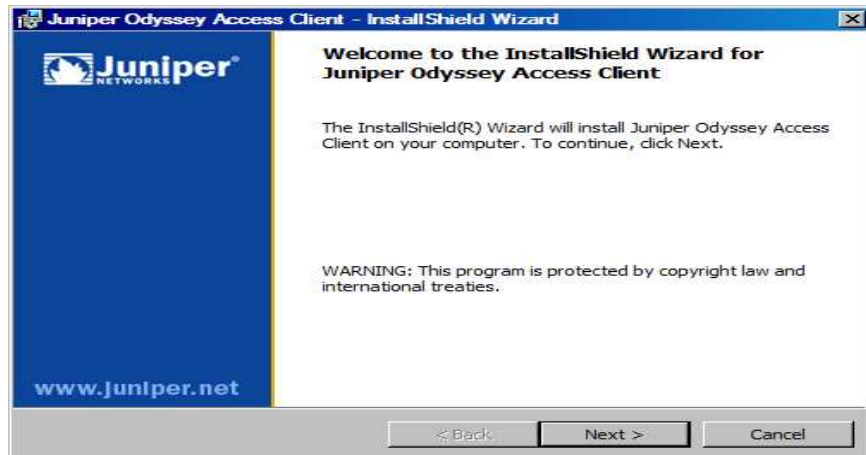 Juniper Odyssey Access Client - InstallShield Wizard
Juniper®
NETWORKS
Welcome to the InstallShield Wizard for
Juniper Odyssey Access Client
The InstallShield(R) Wizard will install Juniper Odyssey Access
Client on your computer. To continue, click Next.
WARNING: This program is protected by copyright law and
international treaties.
www.juniper.net
< Back
Next >
Cancel